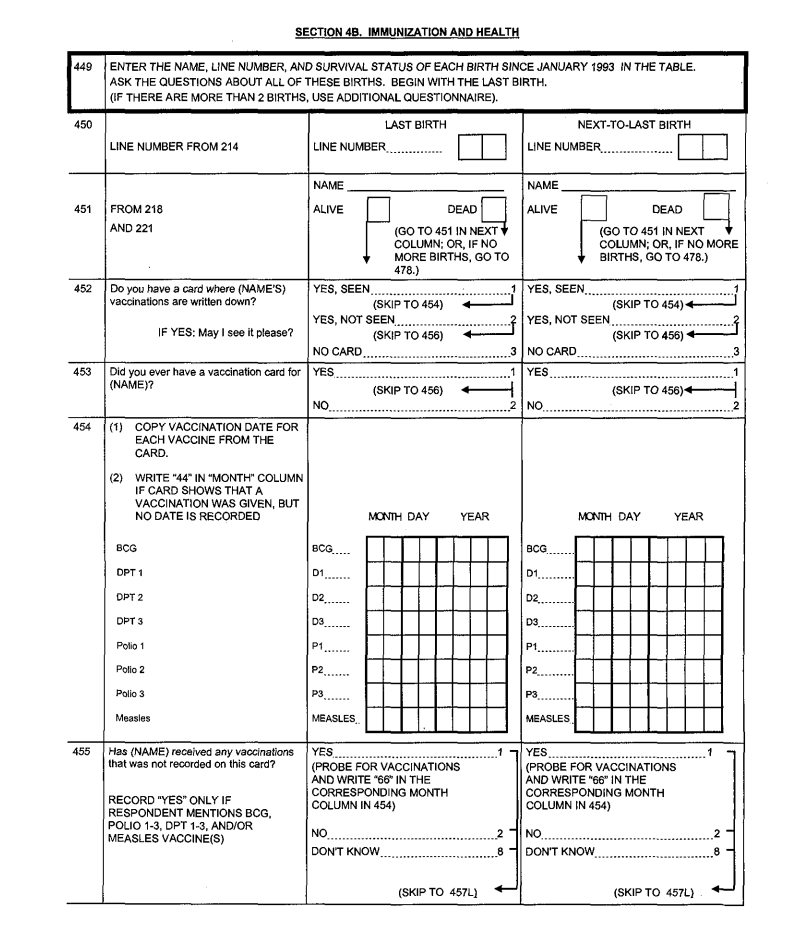 SECTION 4B. IMMUNIZATION AND HEALTH
449 ENTER THE NAME, LINE NUMBER, AND SURVIVAL STATUS OF EACH BIRTH SINCE JANUARY 1993 IN THE TABLE.
ASK THE QUESTIONS ABOUT ALL OF THESE BIRTHS. BEGIN WITH THE LAST BIRTH.
(IF THERE ARE MORE THAN 2 BIRTHS, USE ADDITIONAL QUESTIONNAIRE).
450
LINE NUMBER FROM 214
LAST BIRTH
LINE NUMBER
NEXT-TO-LAST BIRTH
LINE NUMBER
451
FROM 218
AND 221
NAME
ALIVE DEAD
(GO TO 451 IN NEXT
COLUMN; OR, IF NO
MORE BIRTHS, GO TO
478.)
NAME
ALIVE DEAD
(GO TO 451 IN NEXT
COLUMN; OR, IF NO MORE
BIRTHS, GO TO 478.)
452
Do you have a card where (NAME'S)
vaccinations are written down?
IF YES: May I see it please?
YES, SEEN 1
(SKIP TO 454)
YES, NOT SEEN 2
(SKIP TO 456)
NO CARD 3
YES, SEEN 1
(SKIP TO 454)
YES, NOT SEEN 2
(SKIP TO 456)
NO CARD 3
453
Did you ever have a vaccination card for
(NAME)?
YES 1
(SKIP TO 456)
NO 2
YES 1
(SKIP TO 456)
NO 2
454
(1) COPY VACCINATION DATE FOR
EACH VACCINE FROM THE
CARD.
(2) WRITE "44" IN "MONTH" COLUMN
IF CARD SHOWS THAT A
VACCINATION WAS GIVEN, BUT
NO DATE IS RECORDED
MONTH DAY YEAR
MONTH DAY YEAR
BCG BCG BCG
DPT 1 D1 D1
DPT 2 D2 D2
DPT 3 D3 D3
Polio 1 P1 P1
Polio 2 P2 P2
Polio 3 P3 P3
Measles MEASLES MEASLES
455
Has (NAME) received any vaccinations
that was not recorded on this card?
RECORD "YES" ONLY IF
RESPONDENT MENTIONS BCG,
POLIO 1-3, DPT 1-3, AND/OR
MEASLES VACCINE(S)
YES 1
(PROBE FOR VACCINATIONS
AND WRITE "66" IN THE
CORRESPONDING MONTH
COLUMN IN 454)
NO 2
DON'T KNOW 8
(SKIP TO 457L)
YES 1
(PROBE FOR VACCINATIONS
AND WRITE "66" IN THE
CORRESPONDING MONTH
COLUMN IN 454)
NO 2
DON'T KNOW 8
(SKIP TO 457L)